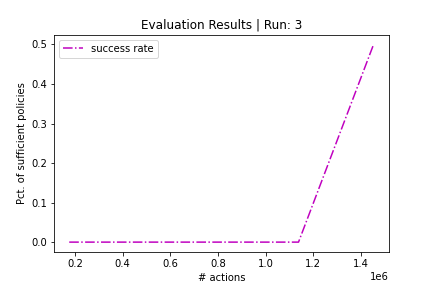 Evaluation Results | Run: 3
success rate
Pct. of sufficient policies
0.5
0.4
0.3
0.2
0.1
0.0
0.2 0.4 0.6 0.8 1.0 1.2 1.4
1e6
# actions